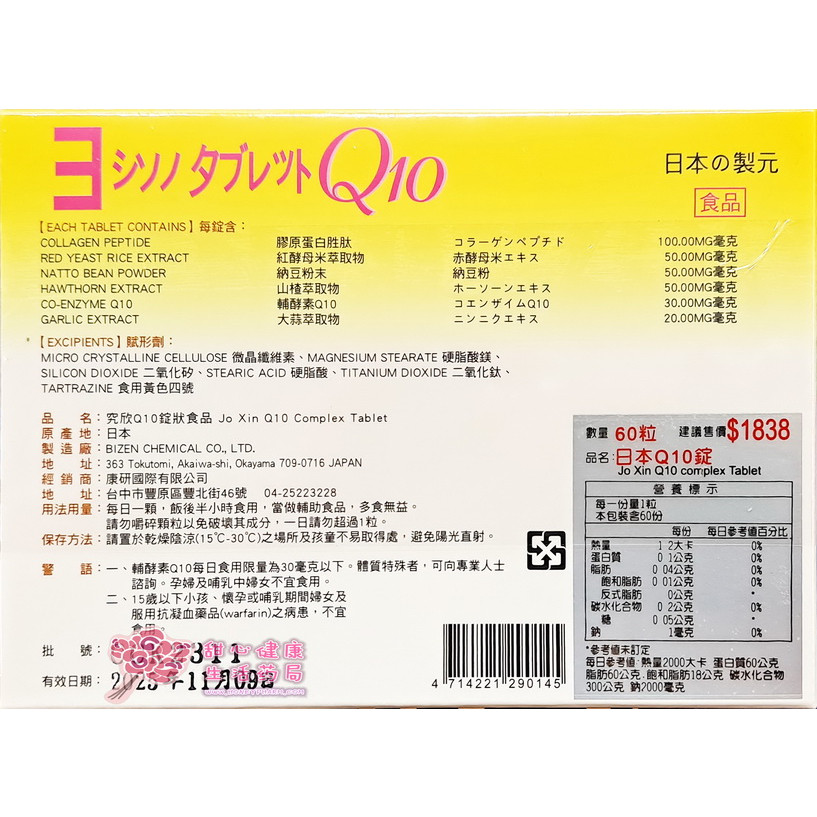 ヨ シソノ タブレット Q10
日本の製元
食品
【EACH TABLET CONTAINS】每錠含：
COLLAGEN PEPTIDE 膠原蛋白胜肽 コラーゲンペプチド 100.00MG毫克
RED YEAST RICE EXTRACT 紅酵母米萃取物 赤酵母米エキス 50.00MG毫克
NATTO BEAN POWDER 納豆粉末 納豆粉 50.00MG毫克
HAWTHORN EXTRACT 山楂萃取物 ホーソーンエキス 50.00MG毫克
CO-ENZYME Q10 輔酵素Q10 コエンザイムQ10 30.00MG毫克
GARLIC EXTRACT 大蒜萃取物 ニンニクエキス 20.00MG毫克
【EXCIPIENTS】賦形劑：
MICRO CRYSTALLINE CELLULOSE 微晶纖維素、MAGNESIUM STEARATE 硬脂酸鎂、
SILICON DIOXIDE 二氧化矽、STEARIC ACID 硬脂酸、TITANIUM DIOXIDE 二氧化鈦、
TARTRAZINE 食用黃色四號
品 名：究欣Q10錠狀食品 Jo Xin Q10 Complex Tablet
原 產 地：日本
製 造 廠：BIZEN CHEMICAL CO., LTD.
地 址：363 Tokutomi, Akaiwa-shi, Okayama 709-0716 JAPAN
經 銷 商：康研國際有限公司
地 址：台中市豐原區豐北街46號 04-25223228
用法用量：每日一顆，飯後半小時食用，當做輔助食品，多食無益。
請勿嚼碎顆粒以免破壞其成分，一日請勿超過1粒。
保存方法：請置於乾燥陰涼(15℃-30℃)之場所及孩童不易取得處，避免陽光直射。
警 語：一、輔酵素Q10每日食用限量為30毫克以下。體質特殊者，可向專業人士
諮詢。孕婦及哺乳中婦女不宜食用。
二、15歲以下小孩、懷孕或哺乳期間婦女及
服用抗凝血藥品(warfarin)之病患，不宜
食用。
批 號：
311
有效日期：
年11月09
甜心健康
生活藥局
WWW.HONEYPHARM.COM
4 714221 290145
數量 60粒 建議售價$1838
品名:日本Q10錠
Jo Xin Q10 complex Tablet
營養標示
每一份量1粒
本包裝含60份
每份 每日參考值百分比
熱量 1.2大卡 0%
蛋白質 0.1公克 0%
脂肪 0.04公克 0%
飽和脂肪 0.01公克 0%
反式脂肪 0公克 *
碳水化合物 0.2公克 0%
糖 0.05公克 *
鈉 1毫克 0%
*參考值未訂定
每日參考值:熱量2000大卡 蛋白質60公克
脂肪60公克,飽和脂肪18公克 碳水化合物
300公克 鈉2000毫克